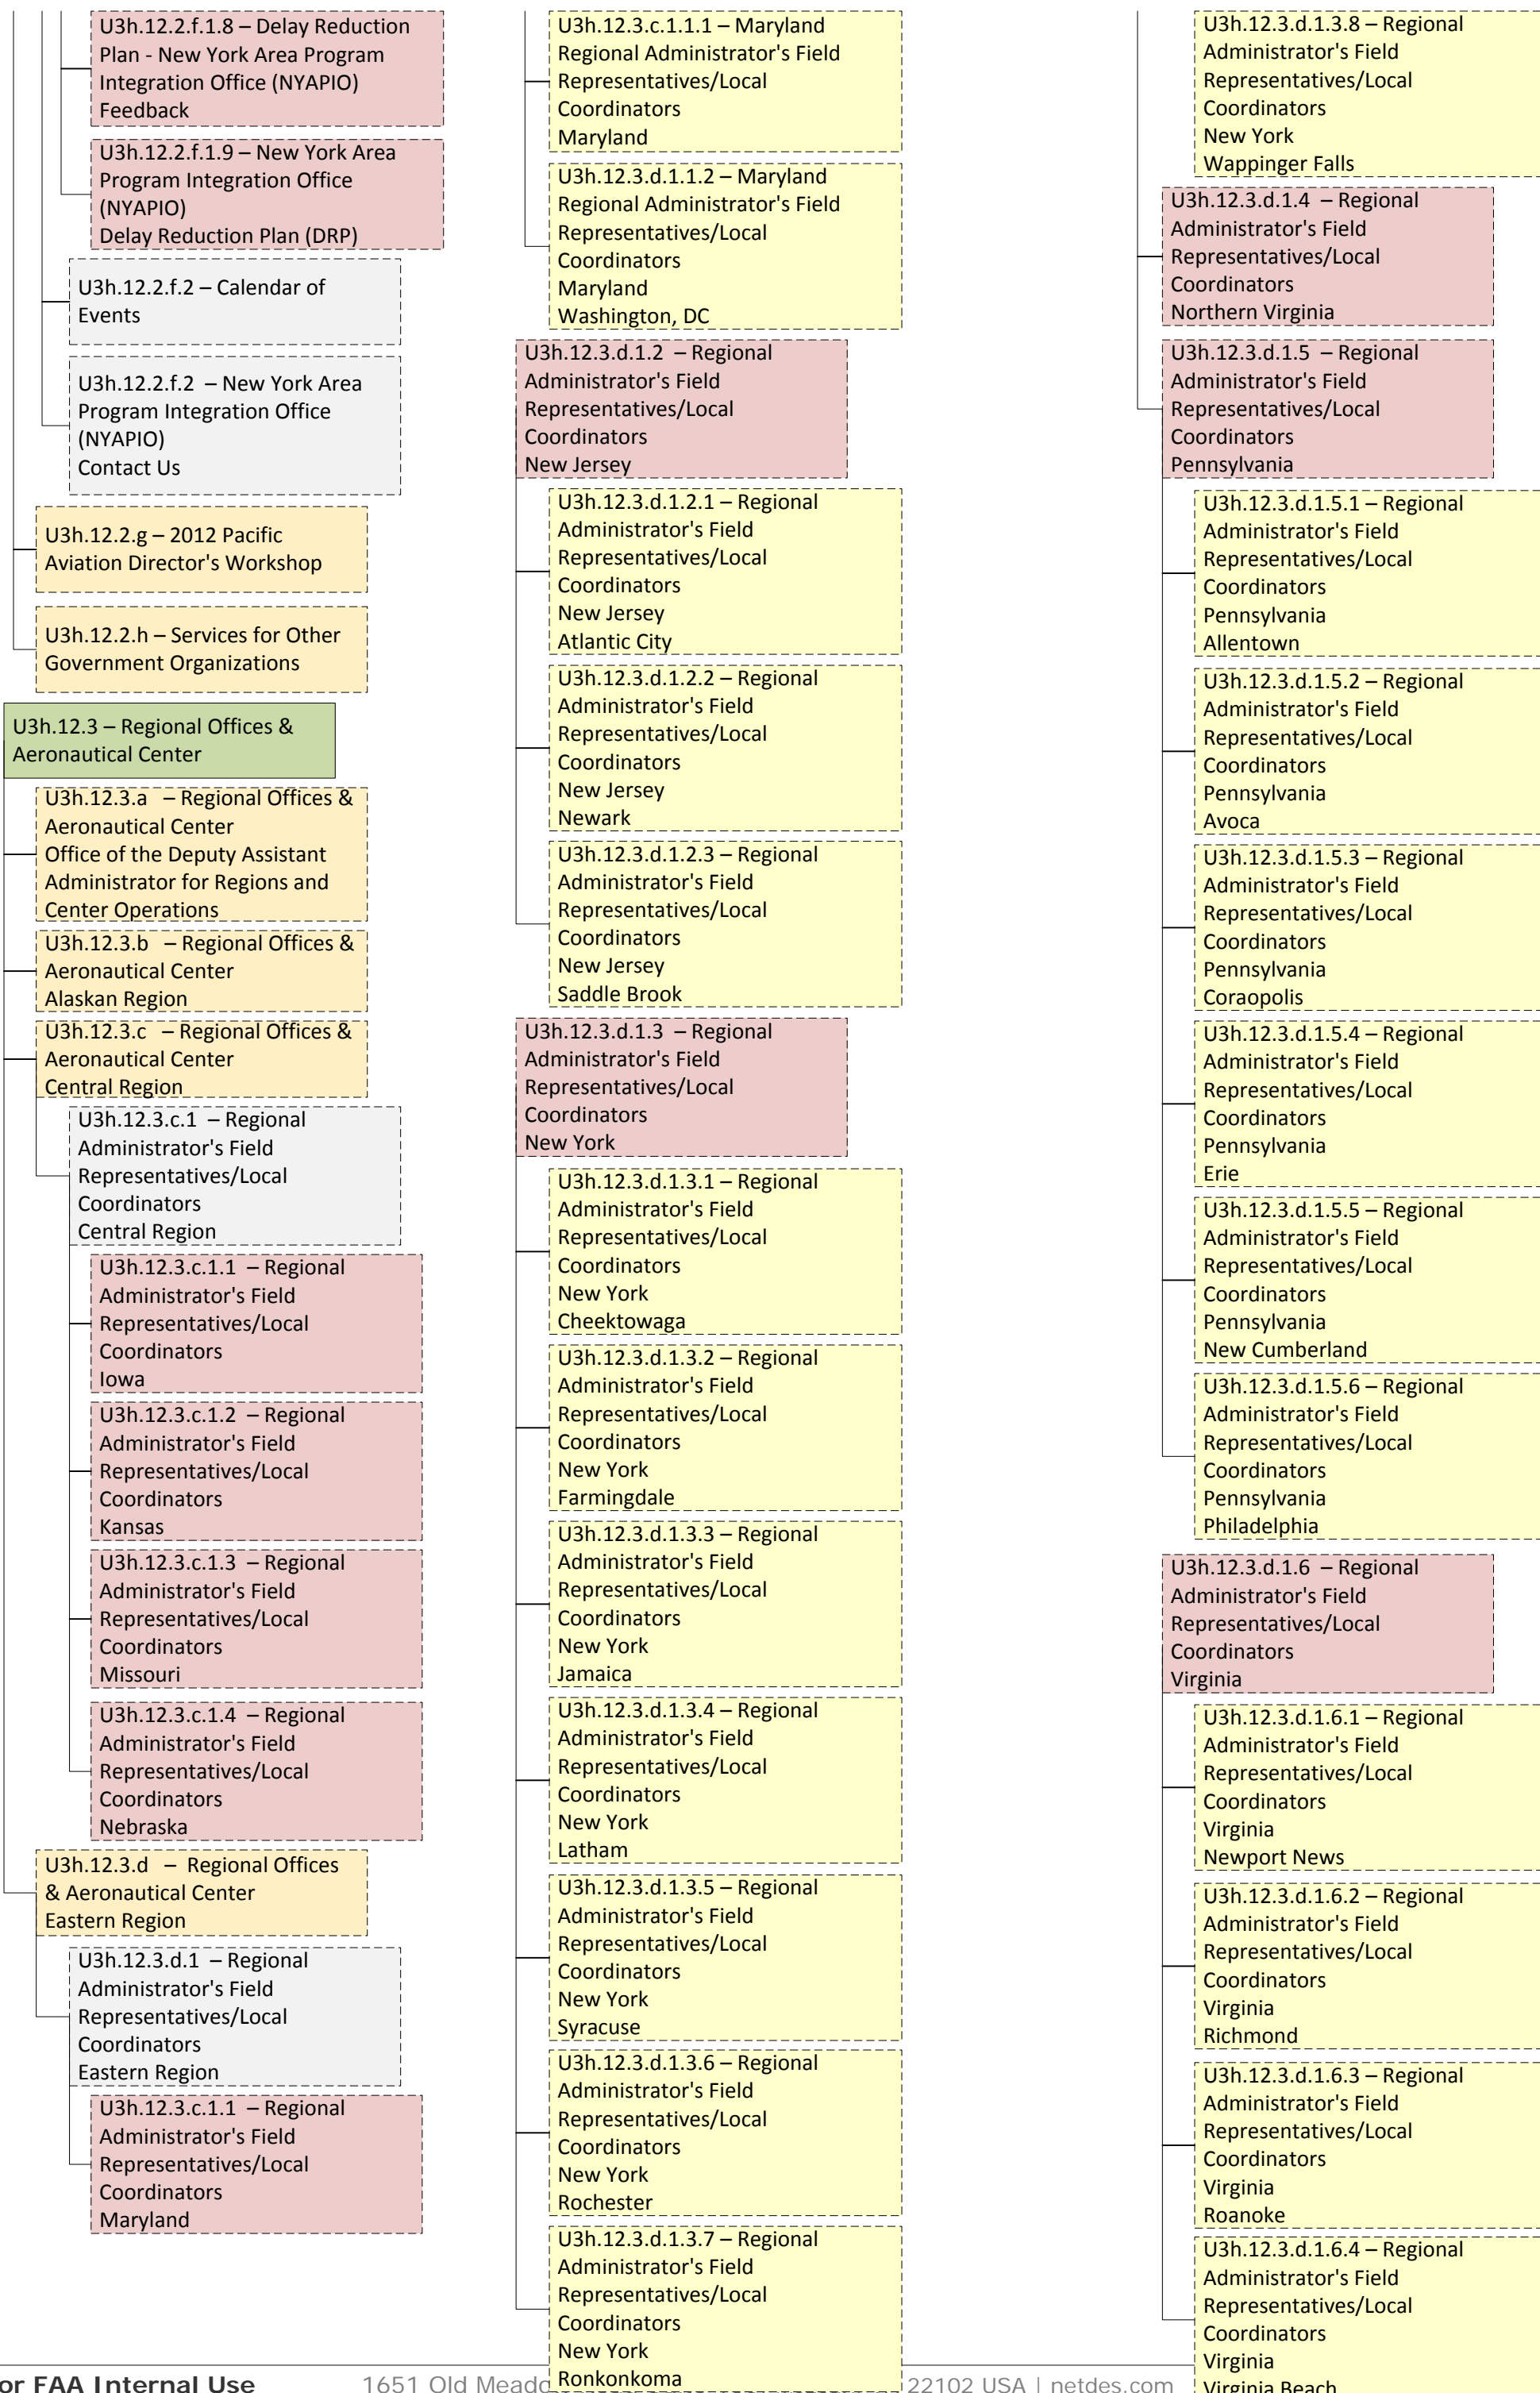 U3h.12.2.f.1.8 – Delay Reduction
Plan - New York Area Program
Integration Office (NYAPIO)
Feedback
U3h.12.2.f.1.9 – New York Area
Program Integration Office
(NYAPIO)
Delay Reduction Plan (DRP)
U3h.12.2.f.2 – Calendar of
Events
U3h.12.2.f.2 – New York Area
Program Integration Office
(NYAPIO)
Contact Us
U3h.12.2.g – 2012 Pacific
Aviation Director's Workshop
U3h.12.2.h – Services for Other
Government Organizations
U3h.12.3 – Regional Offices &
Aeronautical Center
U3h.12.3.a – Regional Offices &
Aeronautical Center
Office of the Deputy Assistant
Administrator for Regions and
Center Operations
U3h.12.3.b – Regional Offices &
Aeronautical Center
Alaskan Region
U3h.12.3.c – Regional Offices &
Aeronautical Center
Central Region
U3h.12.3.c.1 – Regional
Administrator's Field
Representatives/Local
Coordinators
Central Region
U3h.12.3.c.1.1 – Regional
Administrator's Field
Representatives/Local
Coordinators
Iowa
U3h.12.3.c.1.2 – Regional
Administrator's Field
Representatives/Local
Coordinators
Kansas
U3h.12.3.c.1.3 – Regional
Administrator's Field
Representatives/Local
Coordinators
Missouri
U3h.12.3.c.1.4 – Regional
Administrator's Field
Representatives/Local
Coordinators
Nebraska
U3h.12.3.d – Regional Offices
& Aeronautical Center
Eastern Region
U3h.12.3.d.1 – Regional
Administrator's Field
Representatives/Local
Coordinators
Eastern Region
U3h.12.3.c.1.1 – Regional
Administrator's Field
Representatives/Local
Coordinators
Maryland
U3h.12.3.c.1.1.1 – Maryland
Regional Administrator's Field
Representatives/Local
Coordinators
Maryland
U3h.12.3.d.1.1.2 – Maryland
Regional Administrator's Field
Representatives/Local
Coordinators
Maryland
Washington, DC
U3h.12.3.d.1.2 – Regional
Administrator's Field
Representatives/Local
Coordinators
New Jersey
U3h.12.3.d.1.2.1 – Regional
Administrator's Field
Representatives/Local
Coordinators
New Jersey
Atlantic City
U3h.12.3.d.1.2.2 – Regional
Administrator's Field
Representatives/Local
Coordinators
New Jersey
Newark
U3h.12.3.d.1.2.3 – Regional
Administrator's Field
Representatives/Local
Coordinators
New Jersey
Saddle Brook
U3h.12.3.d.1.3 – Regional
Administrator's Field
Representatives/Local
Coordinators
New York
U3h.12.3.d.1.3.1 – Regional
Administrator's Field
Representatives/Local
Coordinators
New York
Cheektowaga
U3h.12.3.d.1.3.2 – Regional
Administrator's Field
Representatives/Local
Coordinators
New York
Farmingdale
U3h.12.3.d.1.3.3 – Regional
Administrator's Field
Representatives/Local
Coordinators
New York
Jamaica
U3h.12.3.d.1.3.4 – Regional
Administrator's Field
Representatives/Local
Coordinators
New York
Latham
U3h.12.3.d.1.3.5 – Regional
Administrator's Field
Representatives/Local
Coordinators
New York
Syracuse
U3h.12.3.d.1.3.6 – Regional
Administrator's Field
Representatives/Local
Coordinators
New York
Rochester
U3h.12.3.d.1.3.7 – Regional
Administrator's Field
Representatives/Local
Coordinators
New York
Ronkonkoma
U3h.12.3.d.1.3.8 – Regional
Administrator's Field
Representatives/Local
Coordinators
New York
Wappinger Falls
U3h.12.3.d.1.4 – Regional
Administrator's Field
Representatives/Local
Coordinators
Northern Virginia
U3h.12.3.d.1.5 – Regional
Administrator's Field
Representatives/Local
Coordinators
Pennsylvania
U3h.12.3.d.1.5.1 – Regional
Administrator's Field
Representatives/Local
Coordinators
Pennsylvania
Allentown
U3h.12.3.d.1.5.2 – Regional
Administrator's Field
Representatives/Local
Coordinators
Pennsylvania
Avoca
U3h.12.3.d.1.5.3 – Regional
Administrator's Field
Representatives/Local
Coordinators
Pennsylvania
Coraopolis
U3h.12.3.d.1.5.4 – Regional
Administrator's Field
Representatives/Local
Coordinators
Pennsylvania
Erie
U3h.12.3.d.1.5.5 – Regional
Administrator's Field
Representatives/Local
Coordinators
Pennsylvania
New Cumberland
U3h.12.3.d.1.5.6 – Regional
Administrator's Field
Representatives/Local
Coordinators
Pennsylvania
Philadelphia
U3h.12.3.d.1.6 – Regional
Administrator's Field
Representatives/Local
Coordinators
Virginia
U3h.12.3.d.1.6.1 – Regional
Administrator's Field
Representatives/Local
Coordinators
Virginia
Newport News
U3h.12.3.d.1.6.2 – Regional
Administrator's Field
Representatives/Local
Coordinators
Virginia
Richmond
U3h.12.3.d.1.6.3 – Regional
Administrator's Field
Representatives/Local
Coordinators
Virginia
Roanoke
U3h.12.3.d.1.6.4 – Regional
Administrator's Field
Representatives/Local
Coordinators
Virginia
Virginia Beach
or FAA Internal Use
1651 Old Meado
22102 USA | netdes.com